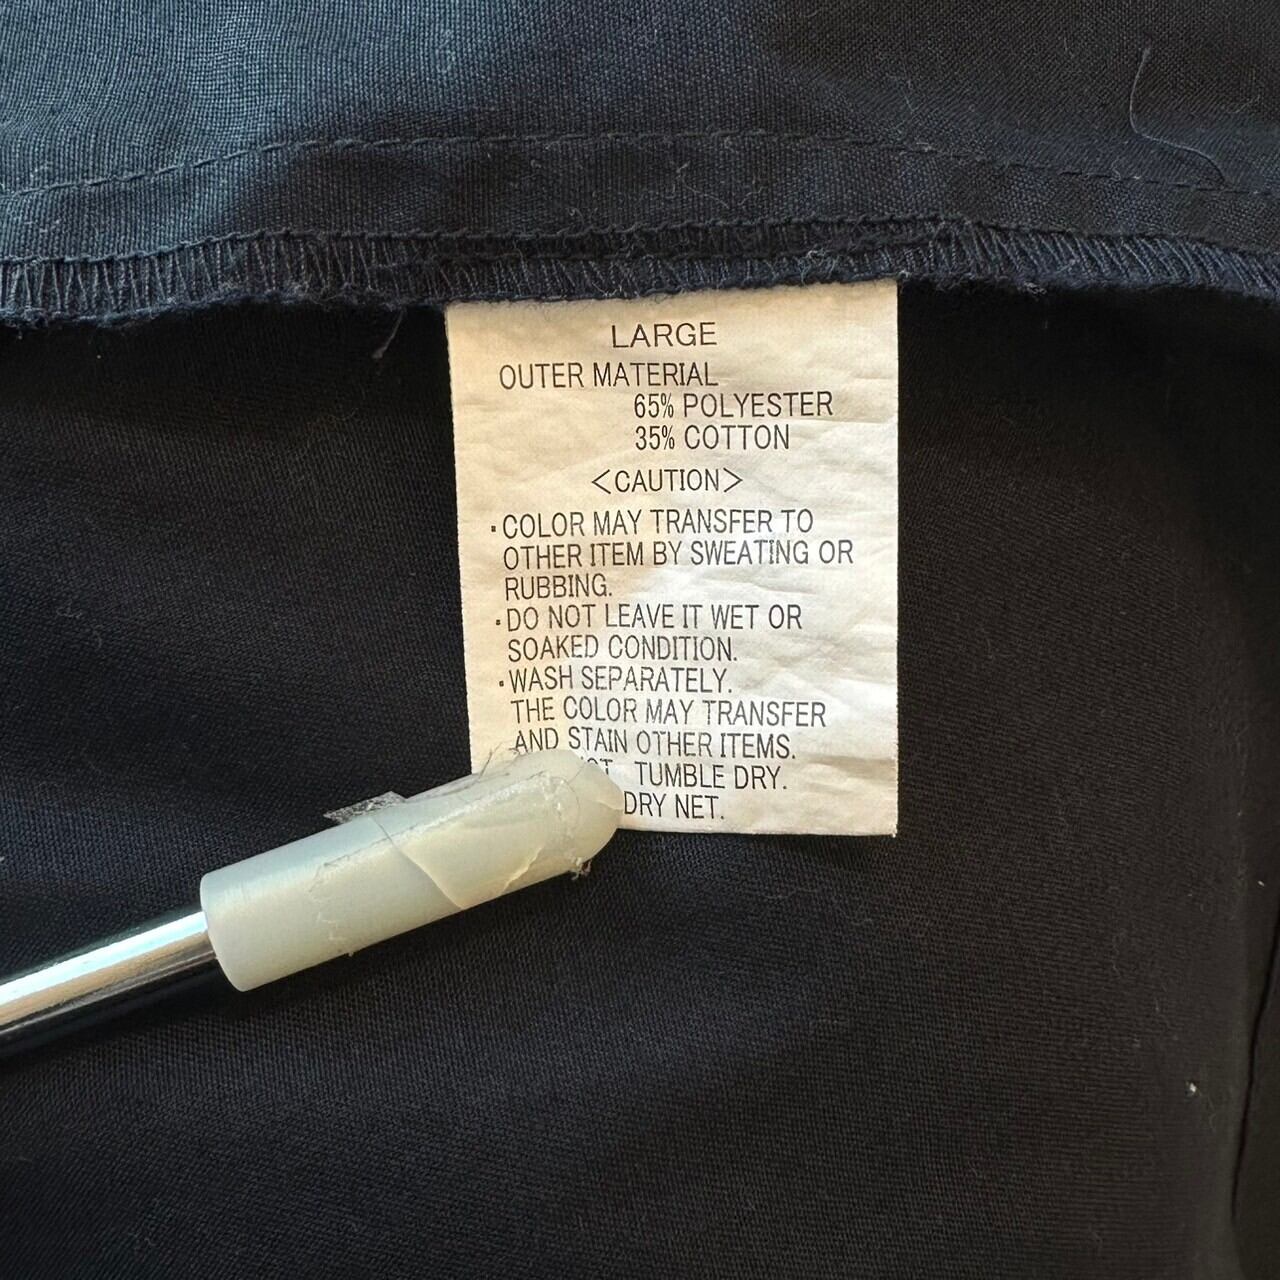 LARGE
OUTER MATERIAL
65% POLYESTER
35% COTTON
<CAUTION>
・COLOR MAY TRANSFER TO
OTHER ITEM BY SWEATING OR
RUBBING.
・DO NOT LEAVE IT WET OR
SOAKED CONDITION.
・WASH SEPARATELY.
THE COLOR MAY TRANSFER
AND STAIN OTHER ITEMS.
TUMBLE DRY.
DRY NET.